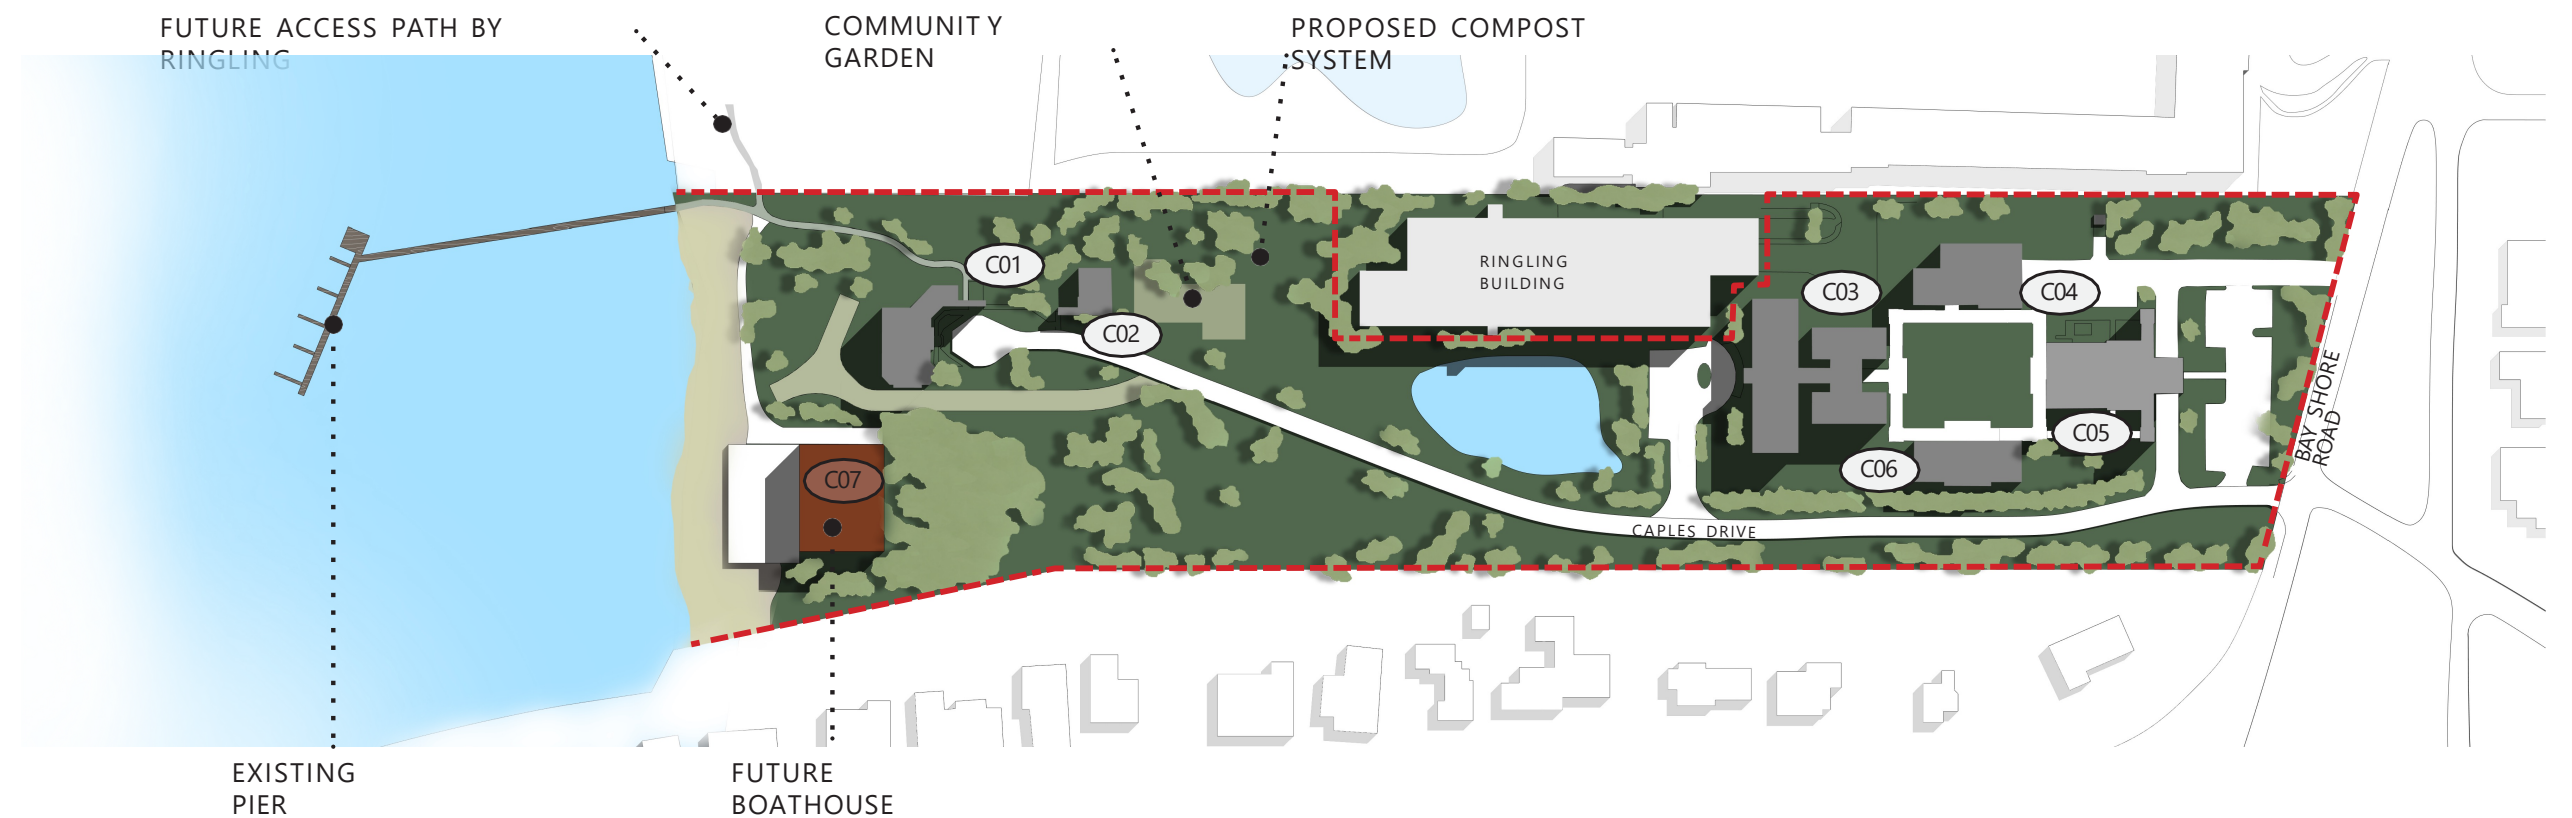 FUTURE ACCESS PATH BY
RINGLING
COMMUNITY
GARDEN
PROPOSED COMPOST
SYSTEM
C01
C02
RINGLING
BUILDING
C03
C04
C05
C06
C07
BAY SHORE
ROAD
CAPLES DRIVE
EXISTING
PIER
FUTURE
BOATHOUSE